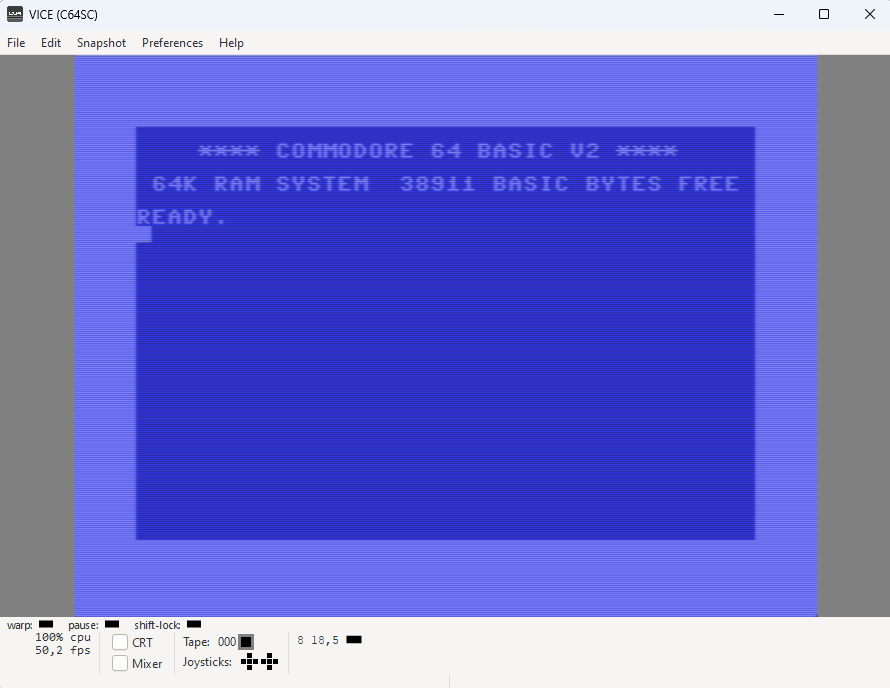 VICE (C64SC)
File Edit Snapshot Preferences Help
**** COMMODORE 64 BASIC V2 ****
64K RAM SYSTEM 38911 BASIC BYTES FREE
READY.
warp: pause: shift-lock:
100% cpu
50,2 fps
CRT
Mixer
Tape: 000
Joysticks:
8 18,5